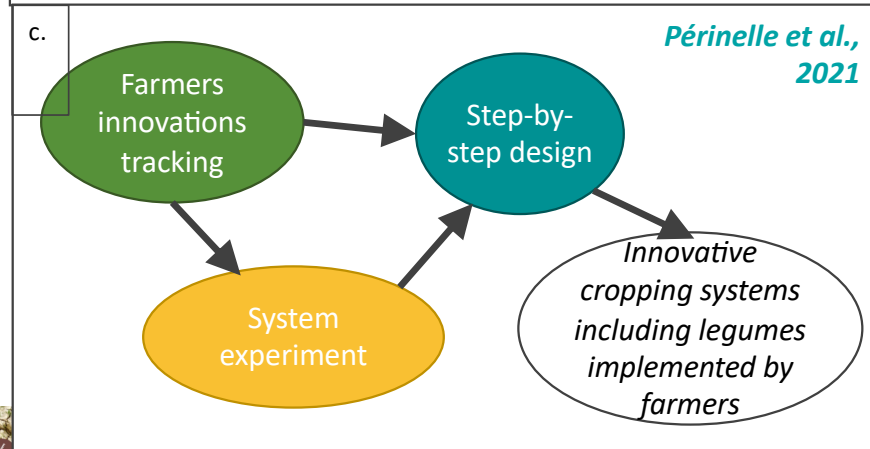 c.
Périnelle et al.,
2021
Farmers
innovations
tracking
Step-by-
step design
System
experiment
Innovative
cropping systems
including legumes
implemented by
farmers